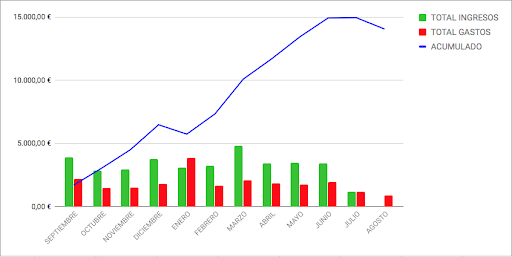 15.000,00 €
10.000,00 €
5.000,00 €
0,00 €
SEPTIEMBRE
OCTUBRE
NOVIEMBRE
DICIEMBRE
ENERO
FEBRERO
MARZO
ABRIL
MAYO
JUNIO
JULIO
AGOSTO
TOTAL INGRESOS
TOTAL GASTOS
ACUMULADO